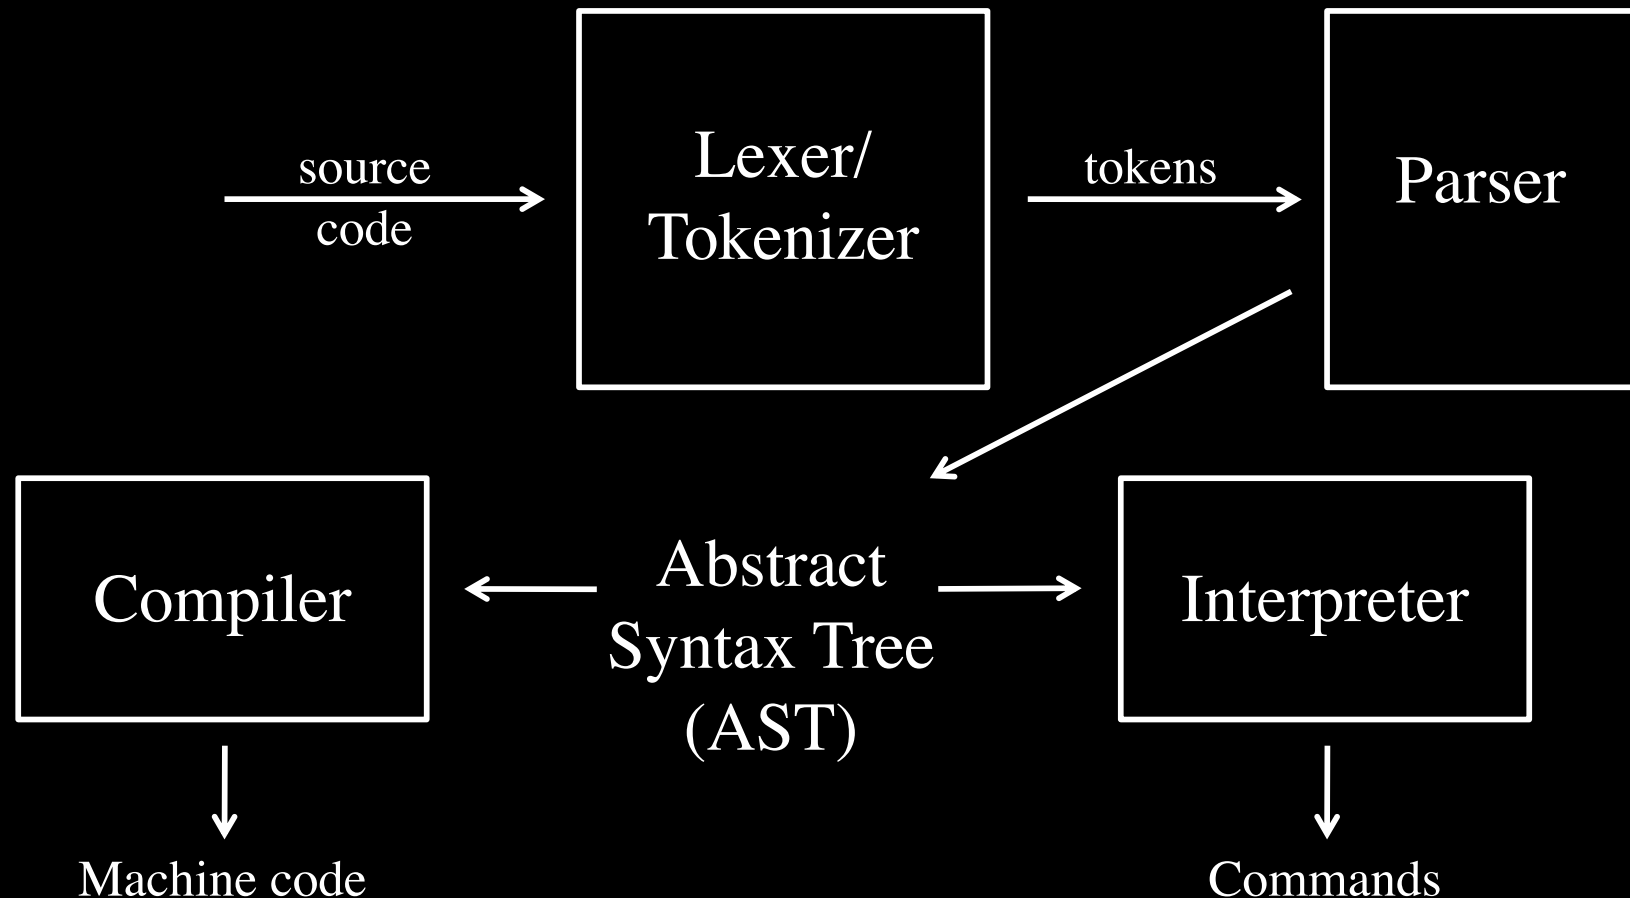 source
code
Lexer/
Tokenizer
tokens
Parser
Compiler
Abstract
Syntax Tree
(AST)
Interpreter
Machine code
Commands